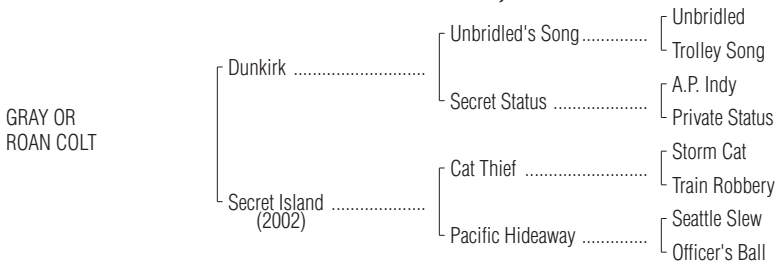 Unbridled
Unbridled's Song ..............
Trolley Song
Dunkirk ............................
A.P. Indy
Secret Status ....................
Private Status
GRAY OR
ROAN COLT
Storm Cat
Cat Thief ..........................
Train Robbery
Secret Island ....................
(2002)
Seattle Slew
Pacific Hideaway ..............
Officer's Ball